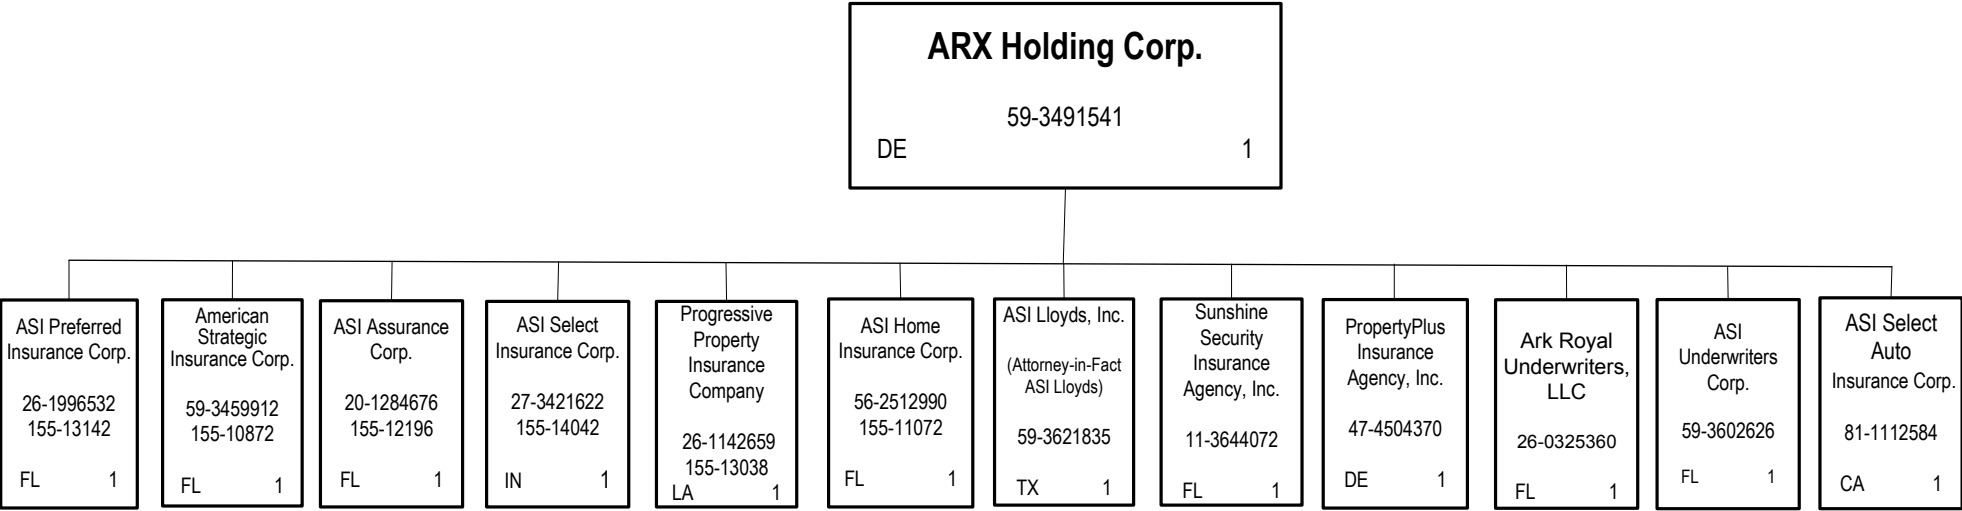 ARX Holding Corp.
59-3491541
DE 1
ASI Preferred
Insurance Corp.
26-1996532
155-13142
FL 1
American
Strategic
Insurance Corp.
59-3459912
155-10872
FL 1
ASI Assurance
Corp.
20-1284676
155-12196
FL 1
ASI Select
Insurance Corp.
27-3421622
155-14042
IN 1
Progressive
Property
Insurance
Company
26-1142659
155-13038
LA 1
ASI Home
Insurance Corp.
56-2512990
155-11072
FL 1
ASI Lloyds, Inc.
(Attorney-in-Fact
ASI Lloyds)
59-3621835
TX 1
Sunshine
Security
Insurance
Agency, Inc.
11-3644072
FL 1
PropertyPlus
Insurance
Agency, Inc.
47-4504370
DE 1
Ark Royal
Underwriters,
LLC
26-0325360
FL 1
ASI
Underwriters
Corp.
59-3602626
FL 1
ASI Select
Auto
Insurance Corp.
81-1112584
CA 1